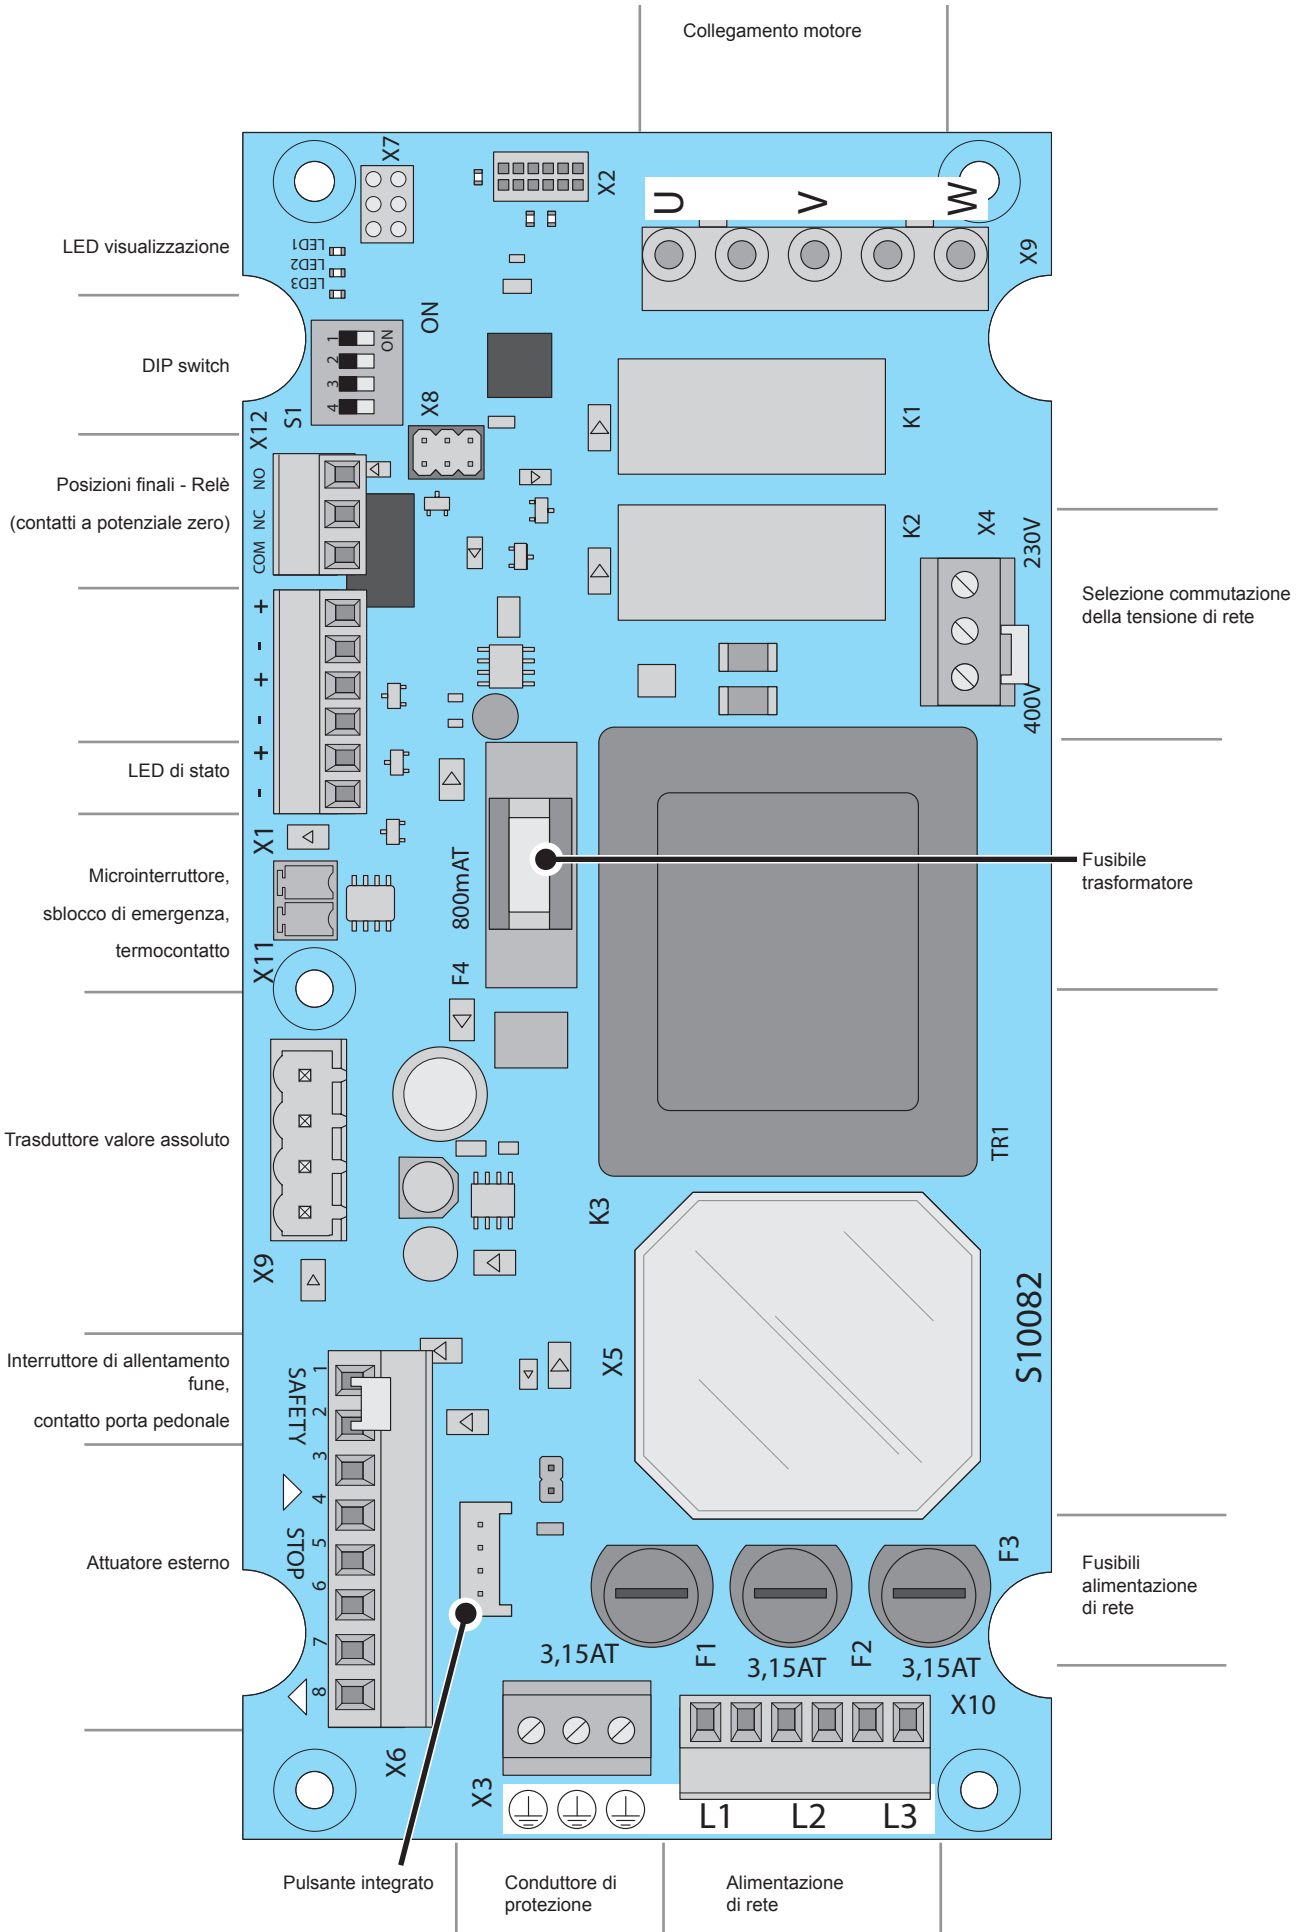 Collegamento motore
X7
X2
U
V
W
X9
LED visualizzazione
LED1
LED2
LED3
ON
DIP switch
1
2
3
4
ON
S1
X8
K1
X12
Posizioni finali - Relè
(contatti a potenziale zero)
NO
NC
COM
K2
X4
230V
400V
Selezione commutazione
della tensione di rete
+
-
+
-
+
-
LED di stato
X1
Microinterruttore,
sblocco di emergenza,
termocontatto
X11
800mAT
F4
Fusibile
trasformatore
Trasduttore valore assoluto
X9
TR1
K3
X5
S10082
Interruttore di allentamento
fune,
contatto porta pedonale
SAFETY
1
2
3
4
STOP
5
6
7
8
Attuatore esterno
X6
Fusibili
alimentazione
di rete
F3
3,15AT
F1
3,15AT
F2
3,15AT
X10
X3
L1
L2
L3
Pulsante integrato
Conduttore di
protezione
Alimentazione
di rete